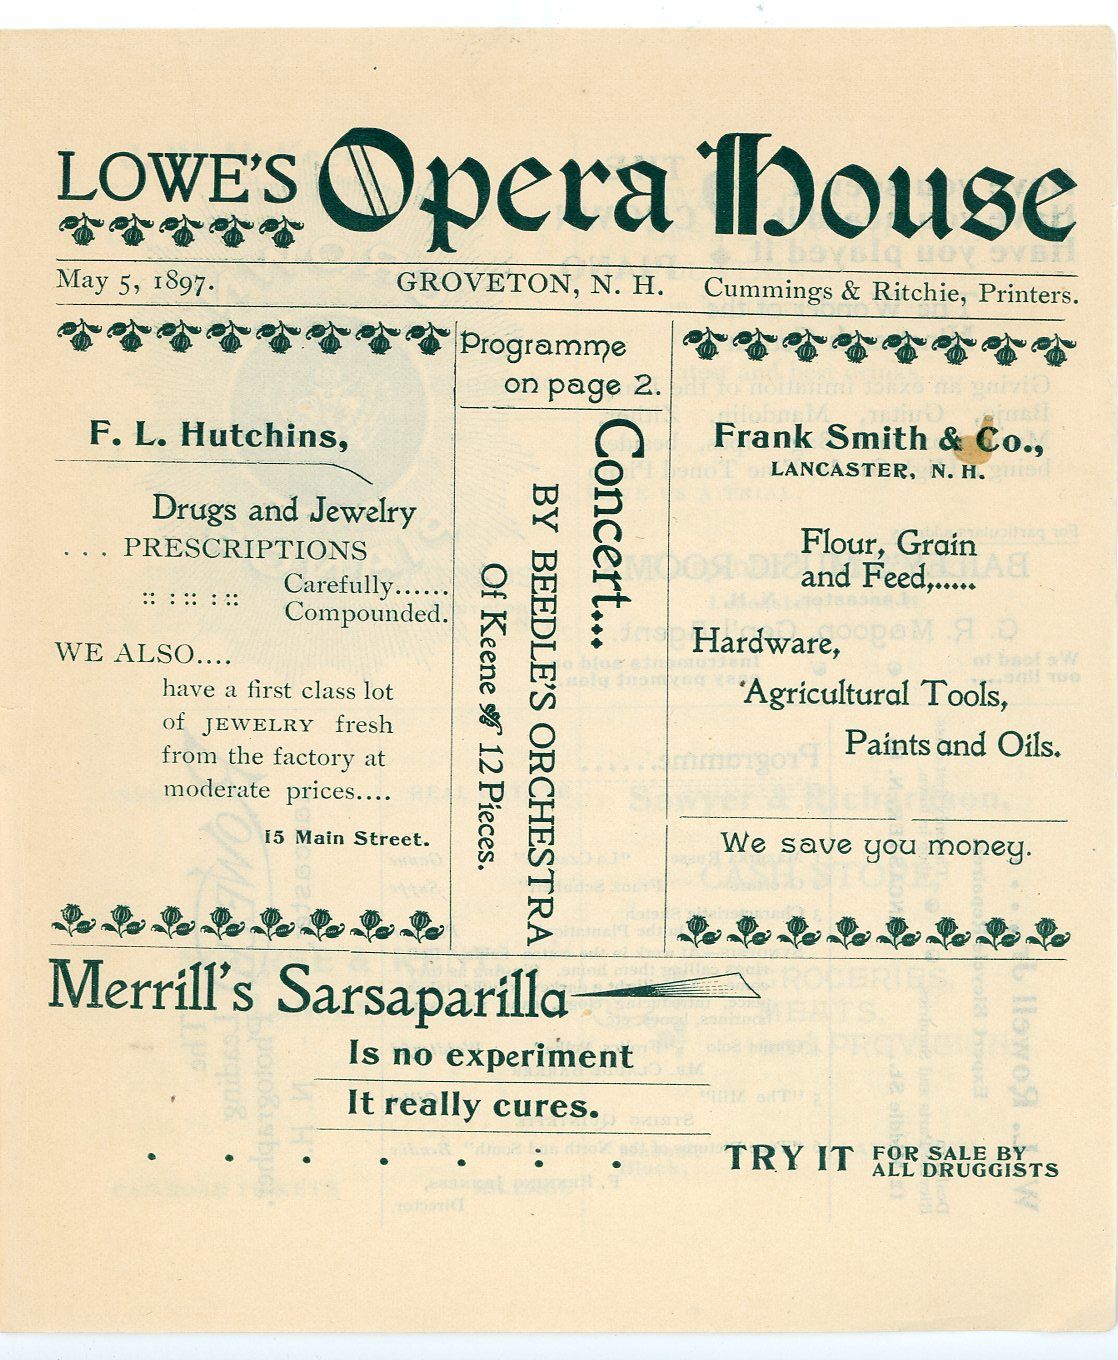 LOWE'S Opera House
May 5, 1897. GROVETON, N. H. Cummings & Ritchie, Printers.
F. L. Hutchins,
Drugs and Jewelry
... PRESCRIPTIONS
Carefully......
:: : :: : :: Compounded.
WE ALSO....
have a first class lot
of JEWELRY fresh
from the factory at
moderate prices....
15 Main Street.
Programme
on page 2.
Concert...
BY BEEDLE'S ORCHESTRA
Of Keene & 12 Pieces.
Frank Smith & Co.,
LANCASTER, N. H.
Flour, Grain
and Feed,......
Hardware,
Agricultural Tools,
Paints and Oils.
We save you money.
Merrill's Sarsaparilla
Is no experiment
It really cures.
. . . . . . . TRY IT FOR SALE BY
ALL DRUGGISTS